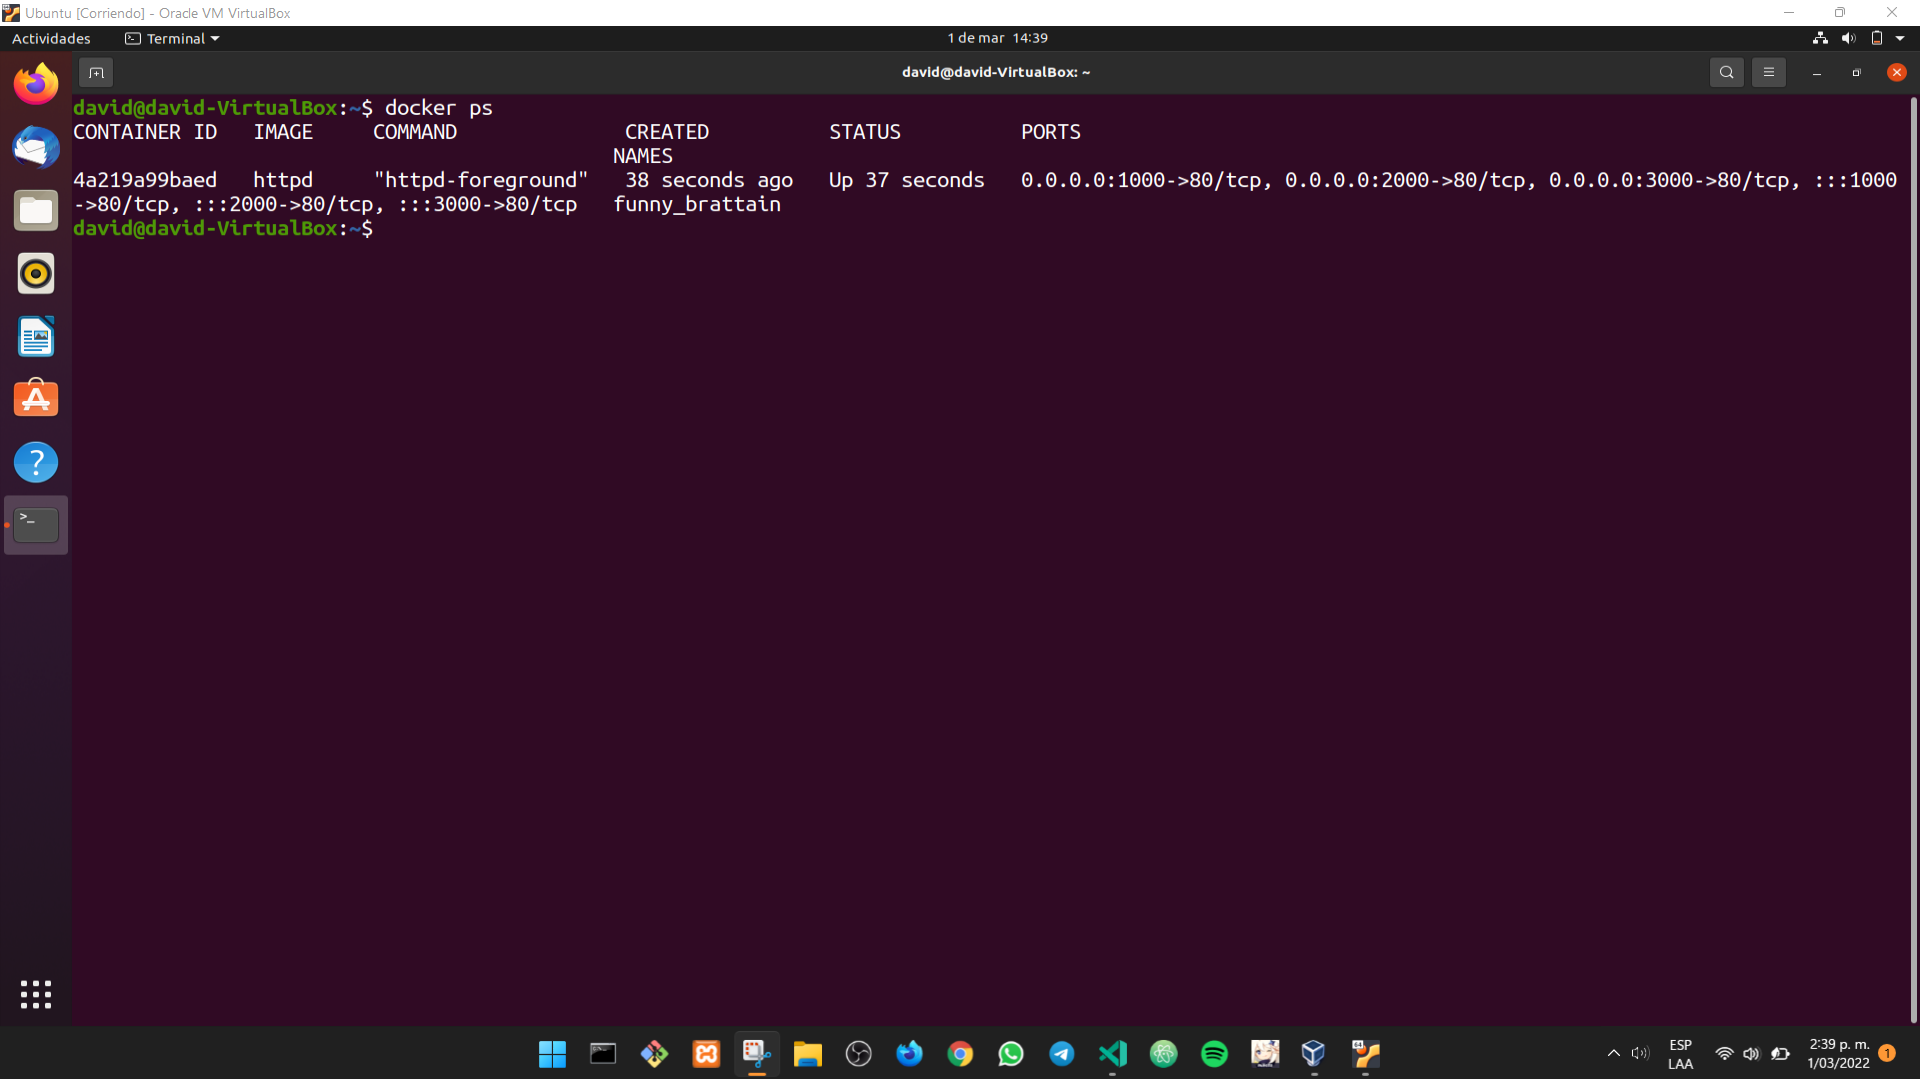 Ubuntu [Corriendo] - Oracle VM VirtualBox
Actividades
Terminal
1 de mar 14:39
david@david-VirtualBox: ~
david@david-VirtualBox:~$ docker ps
CONTAINER ID   IMAGE     COMMAND              CREATED          STATUS          PORTS
NAMES
4a219a99baed   httpd     "httpd-foreground"   38 seconds ago   Up 37 seconds   0.0.0.0:1000->80/tcp, 0.0.0.0:2000->80/tcp, 0.0.0.0:3000->80/tcp, :::1000
->80/tcp, :::2000->80/tcp, :::3000->80/tcp   funny_brattain
david@david-VirtualBox:~$
ESP
LAA
2:39 p. m.
1/03/2022
1